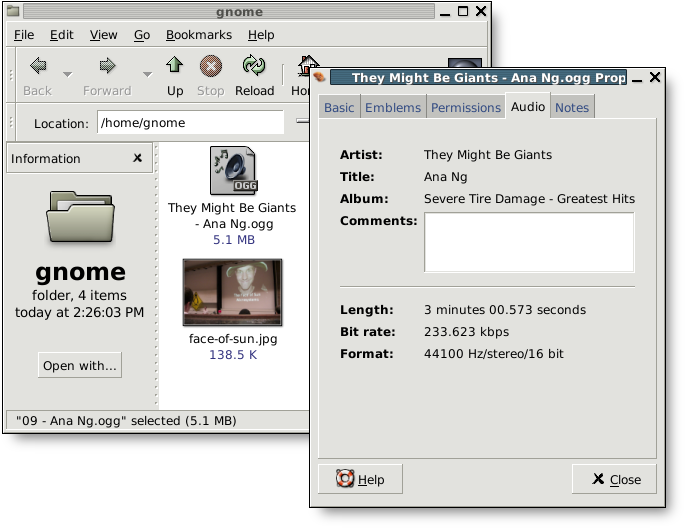 gnome
File Edit View Go Bookmarks Help
Back Forward Up Stop Reload
Location: /home/gnome
Information
gnome
folder, 4 items
today at 2:26:03 PM
Open with...
OGG
They Might Be Giants
- Ana Ng.ogg
5.1 MB
face-of-sun.jpg
138.5 K
"09 - Ana Ng.ogg" selected (5.1 MB)
They Might Be Giants - Ana Ng.ogg Prop
Basic Emblems Permissions Audio Notes
Artist: They Might Be Giants
Title: Ana Ng
Album: Severe Tire Damage - Greatest Hits
Comments:
Length: 3 minutes 00.573 seconds
Bit rate: 233.623 kbps
Format: 44100 Hz/stereo/16 bit
Help Close